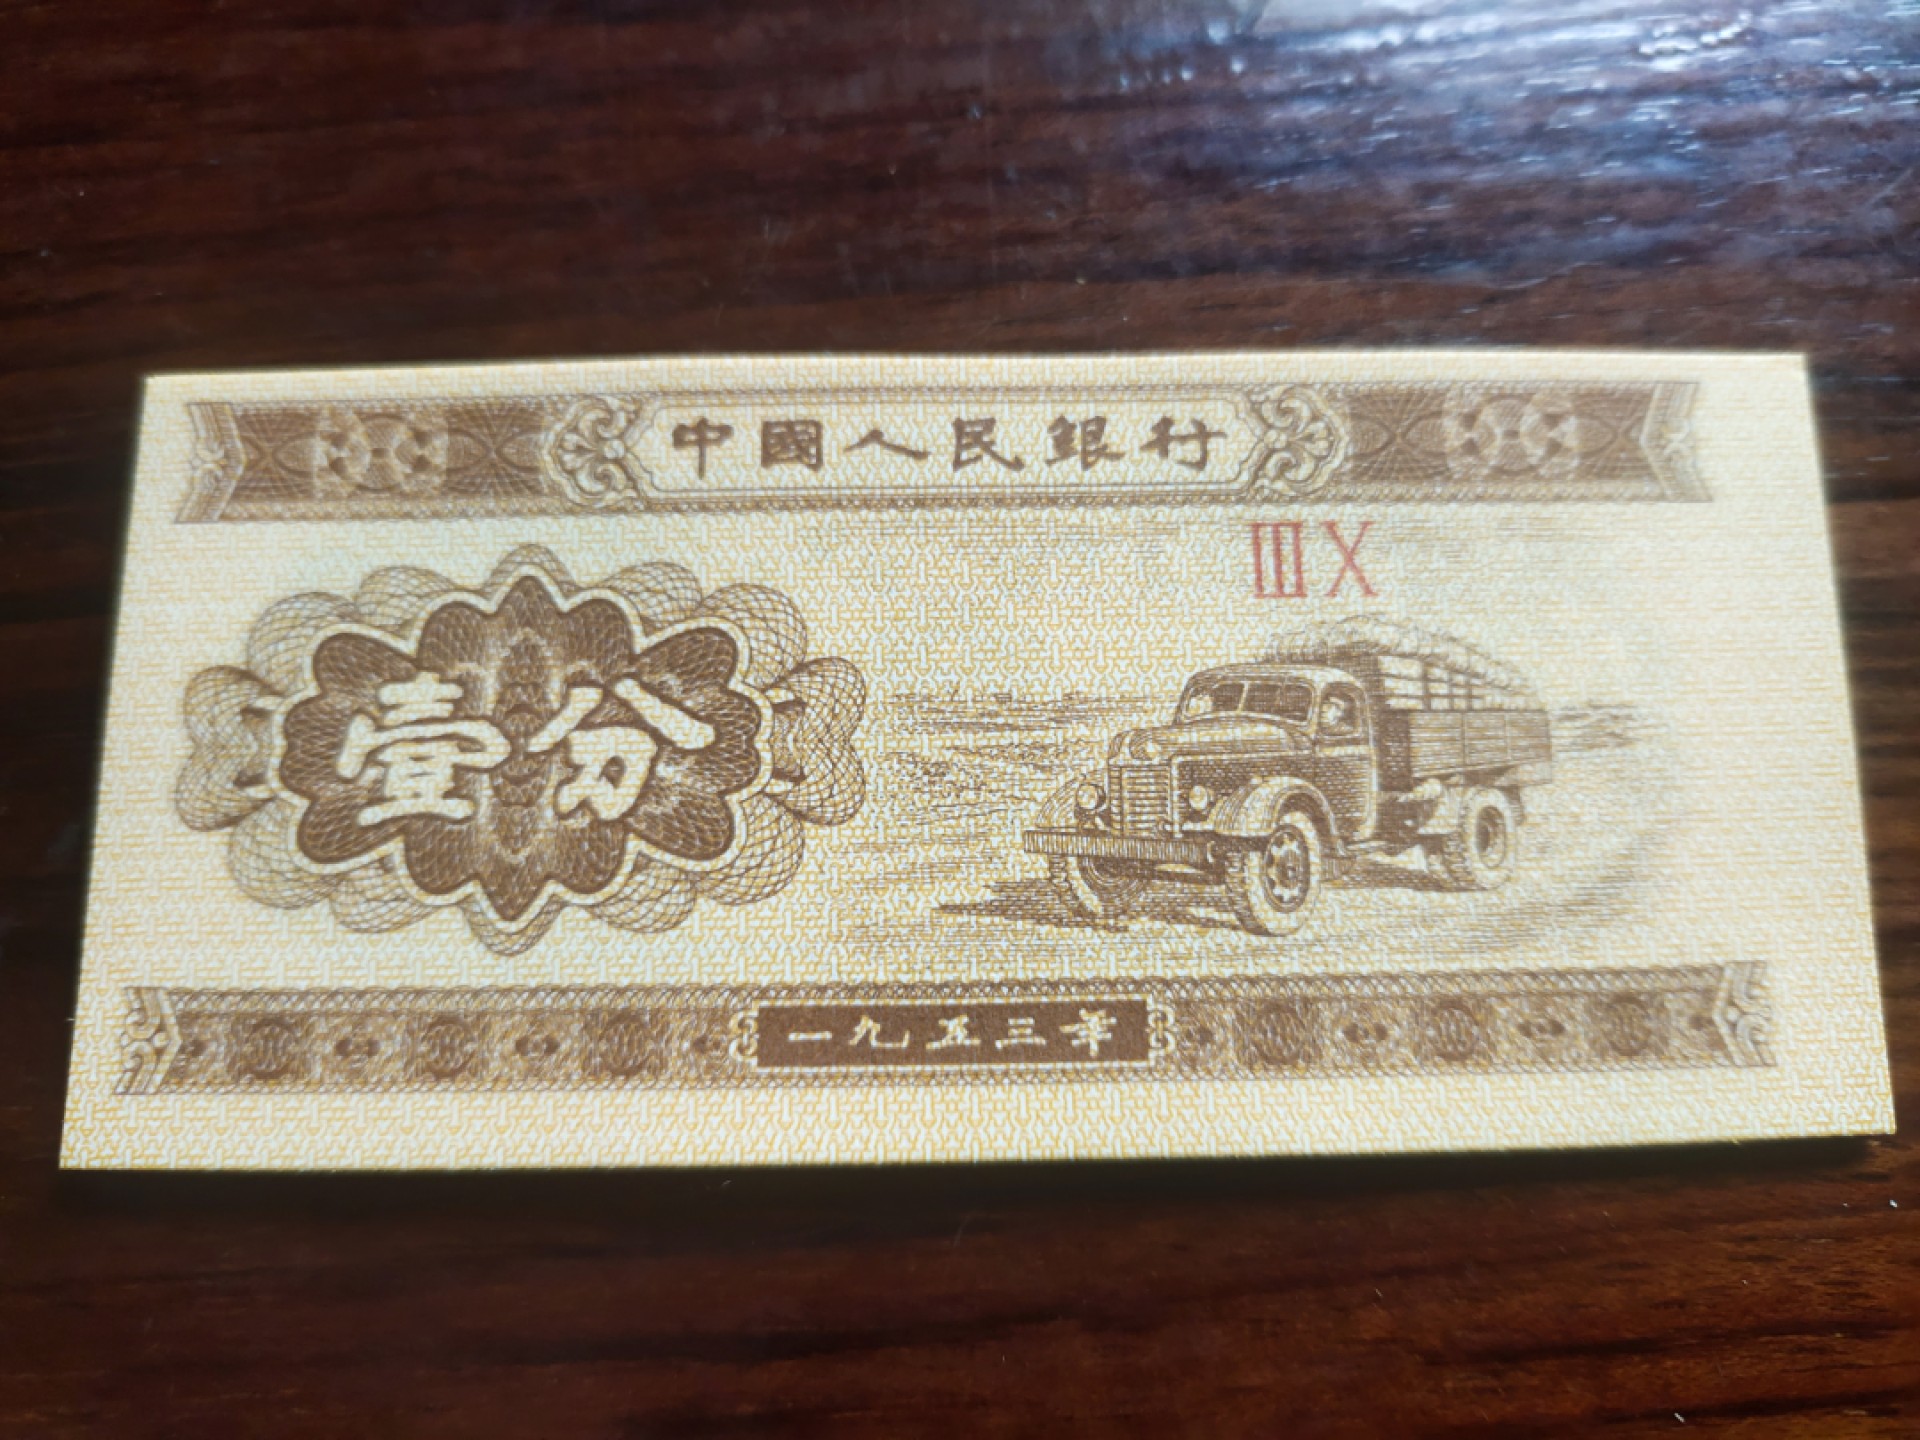 中國人民銀行
ⅢⅩ
壹分
一九五三年